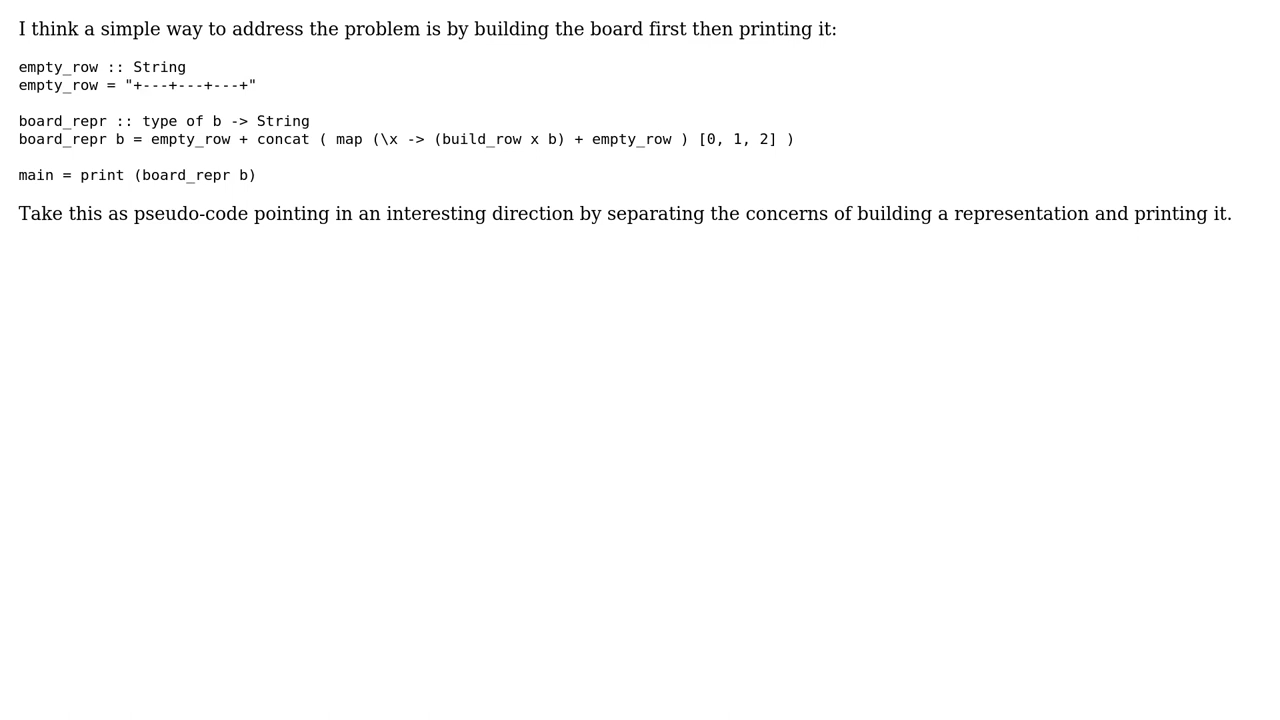 I think a simple way to address the problem is by building the board first then printing it:
empty_row :: String
empty_row = "+---+---+---+"
board_repr :: type of b -> String
board_repr b = empty_row + concat ( map (\x -> (build_row x b) + empty_row ) [0, 1, 2] )
main = print (board_repr b)
Take this as pseudo-code pointing in an interesting direction by separating the concerns of building a representation and printing it.